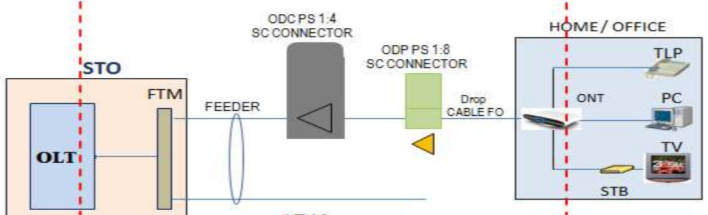 ODC PS 1:4
SC CONNECTOR
ODP PS 1:8
SC CONNECTOR
HOME/ OFFICE
STO
TLP
FTM
FEEDER
Drop
CABLE FO
ONT
PC
OLT
TV
STB